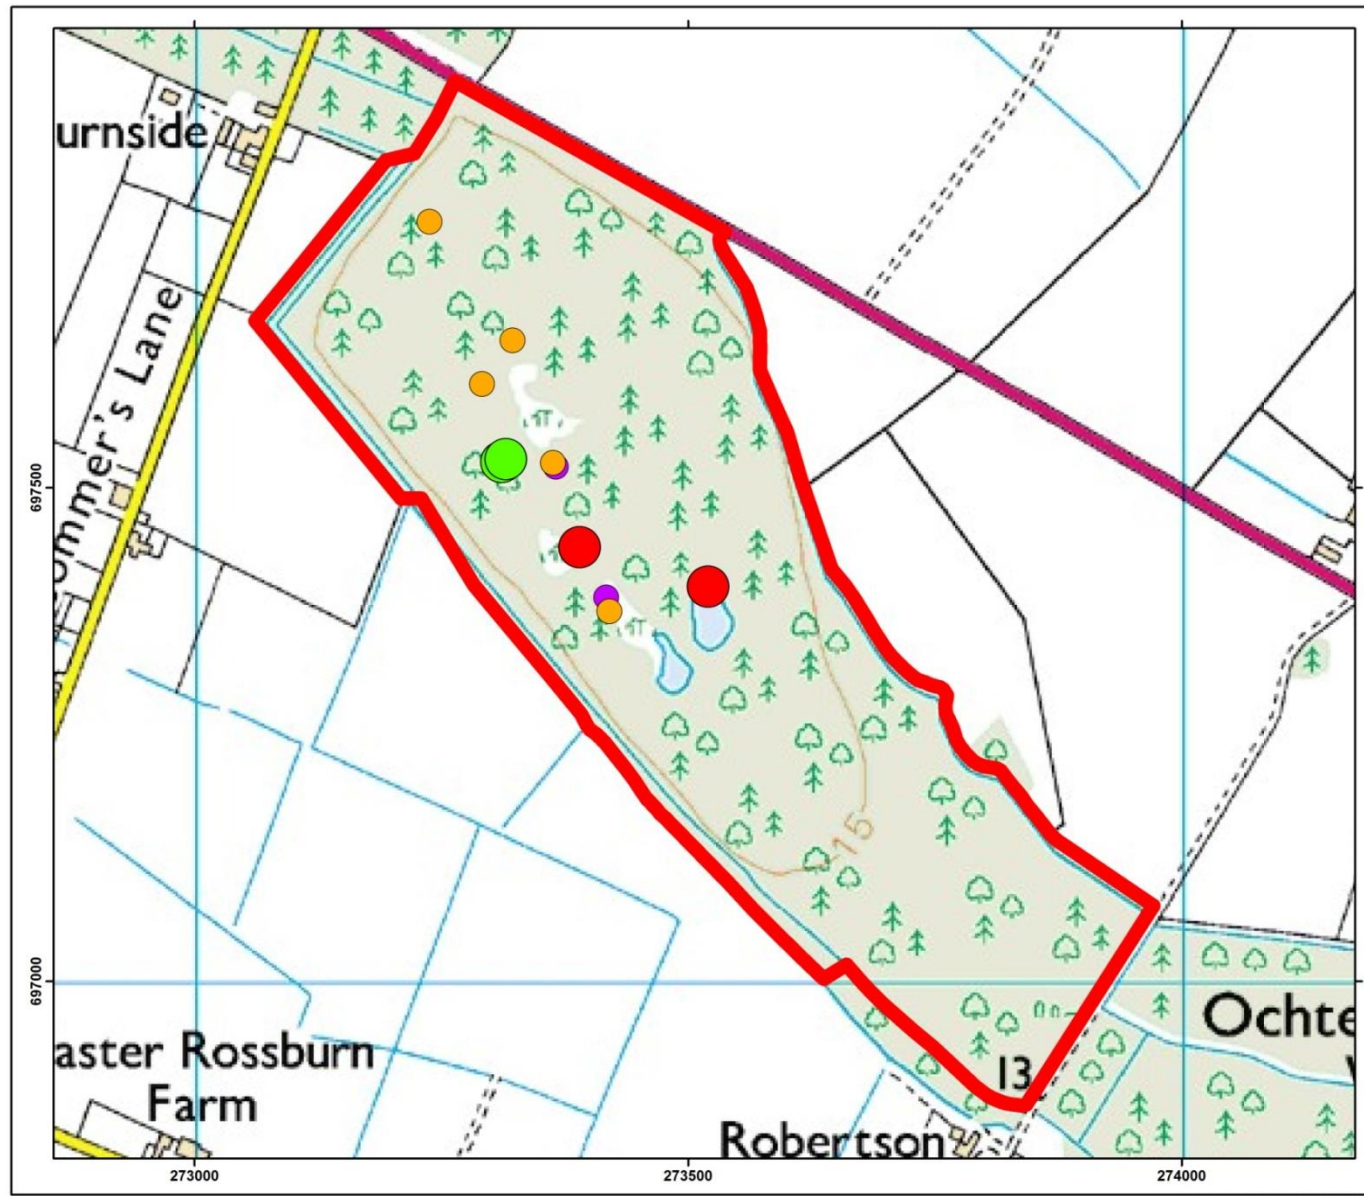 urnside
ommer's Lane
697500
15
697000
Ochte
13
aster Rossburn
Farm
Robertson
273000
273500
274000